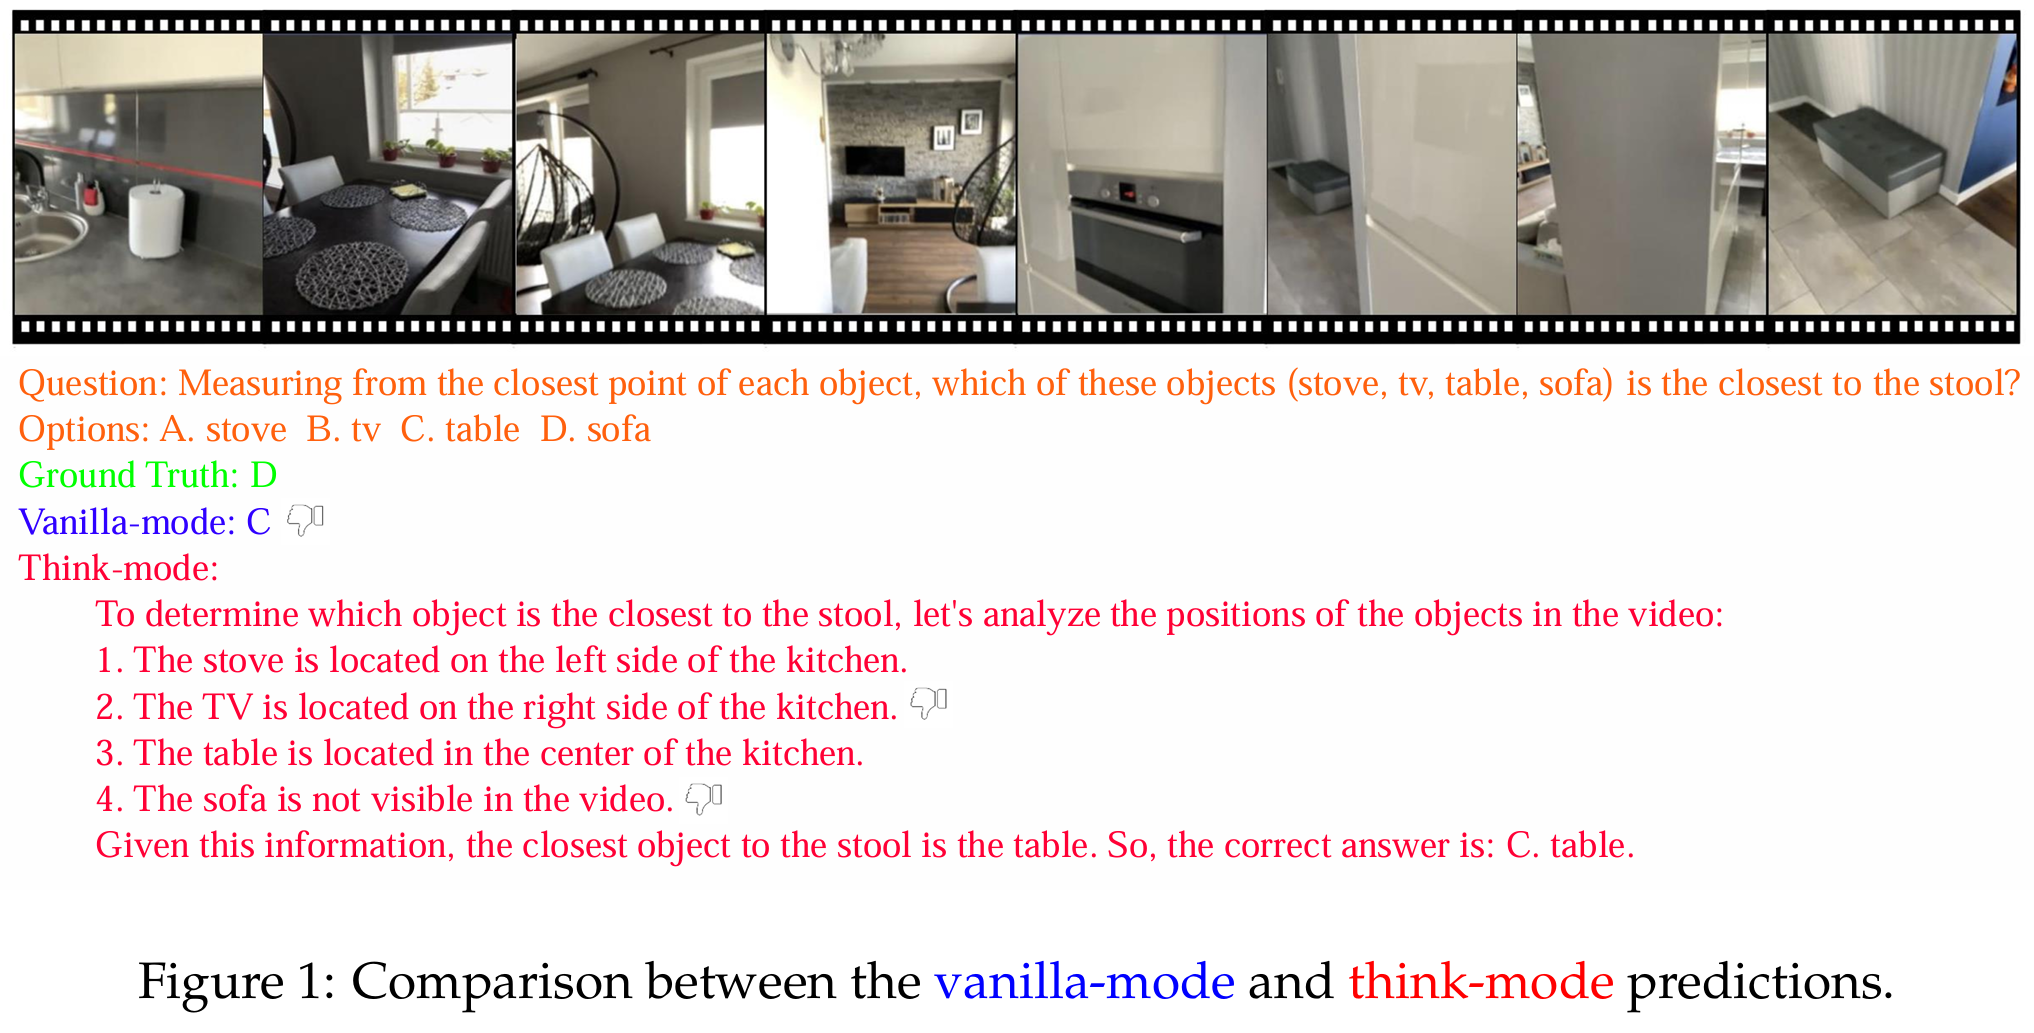 Question: Measuring from the closest point of each object, which of these objects (stove, tv, table, sofa) is the closest to the stool?
Options: A. stove  B. tv  C. table  D. sofa
Ground Truth: D
Vanilla-mode: C
Think-mode:
To determine which object is the closest to the stool, let's analyze the positions of the objects in the video:
1. The stove is located on the left side of the kitchen.
2. The TV is located on the right side of the kitchen.
3. The table is located in the center of the kitchen.
4. The sofa is not visible in the video.
Given this information, the closest object to the stool is the table. So, the correct answer is: C. table.
Figure 1: Comparison between the vanilla-mode and think-mode predictions.